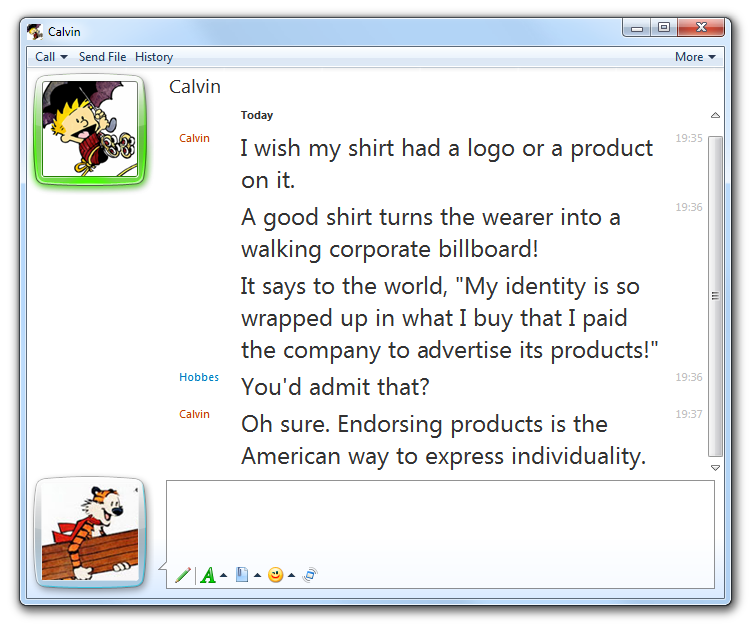 Calvin
Call Send File History More
Calvin
Today
Calvin I wish my shirt had a logo or a product 19:35
on it.
A good shirt turns the wearer into a 19:36
walking corporate billboard!
It says to the world, "My identity is so
wrapped up in what I buy that I paid
the company to advertise its products!"
Hobbes You'd admit that? 19:36
Calvin Oh sure. Endorsing products is the 19:37
American way to express individuality.
A